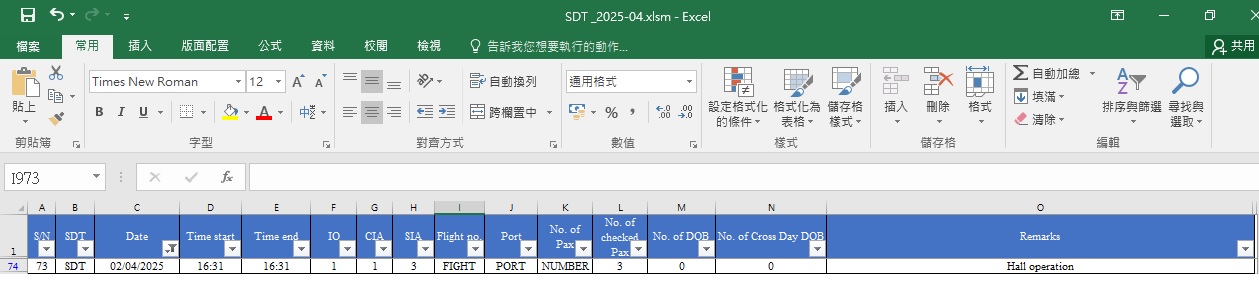 SDT _2025-04.xlsm - Excel
檔案 常用 插入 版面配置 公式 資料 校閱 檢視 告訴我您想要執行的動作... 共用
貼上 Times New Roman 12 A A 自動換列 通用格式 設定格式化的條件 格式化為表格 儲存格樣式 插入 刪除 格式 自動加總 填滿 清除 排序與篩選 尋找與選取
B I U A 中 跨欄置中 % , .00 .0
剪貼簿 字型 對齊方式 數值 樣式 儲存格 編輯
I973 fx
A B C D E F G H I J K L M N O
1 S/N SDT Date Time start Time end IO CIA SIA Flight no. Port No. of Pax No. of checked Pax No. of DOB No. of Cross Day DOB Remarks
74 73 SDT 02/04/2025 16:31 16:31 1 1 3 FIGHT PORT NUMBER 3 0 0 Hall operation